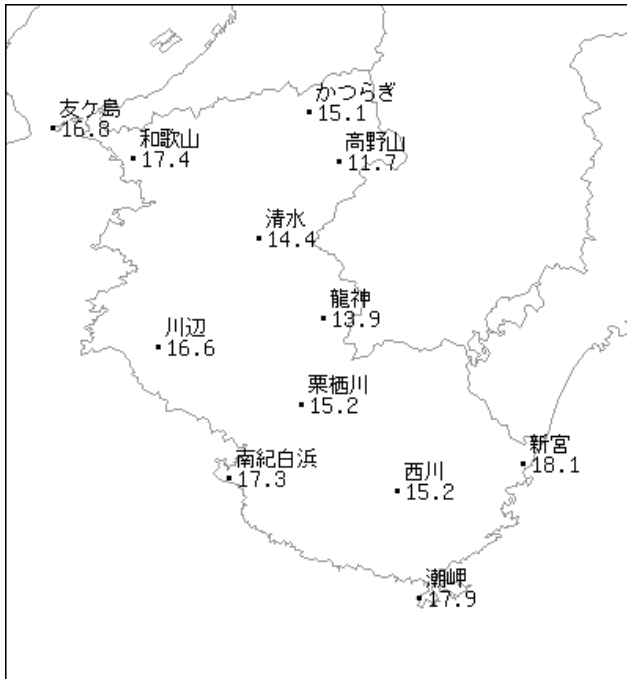 かつらぎ
15.1
友ケ島
16.8
和歌山
17.4
高野山
11.7
清水
14.4
龍神
13.9
川辺
16.6
栗栖川
15.2
新宮
18.1
南紀白浜
17.3
西川
15.2
潮岬
17.9